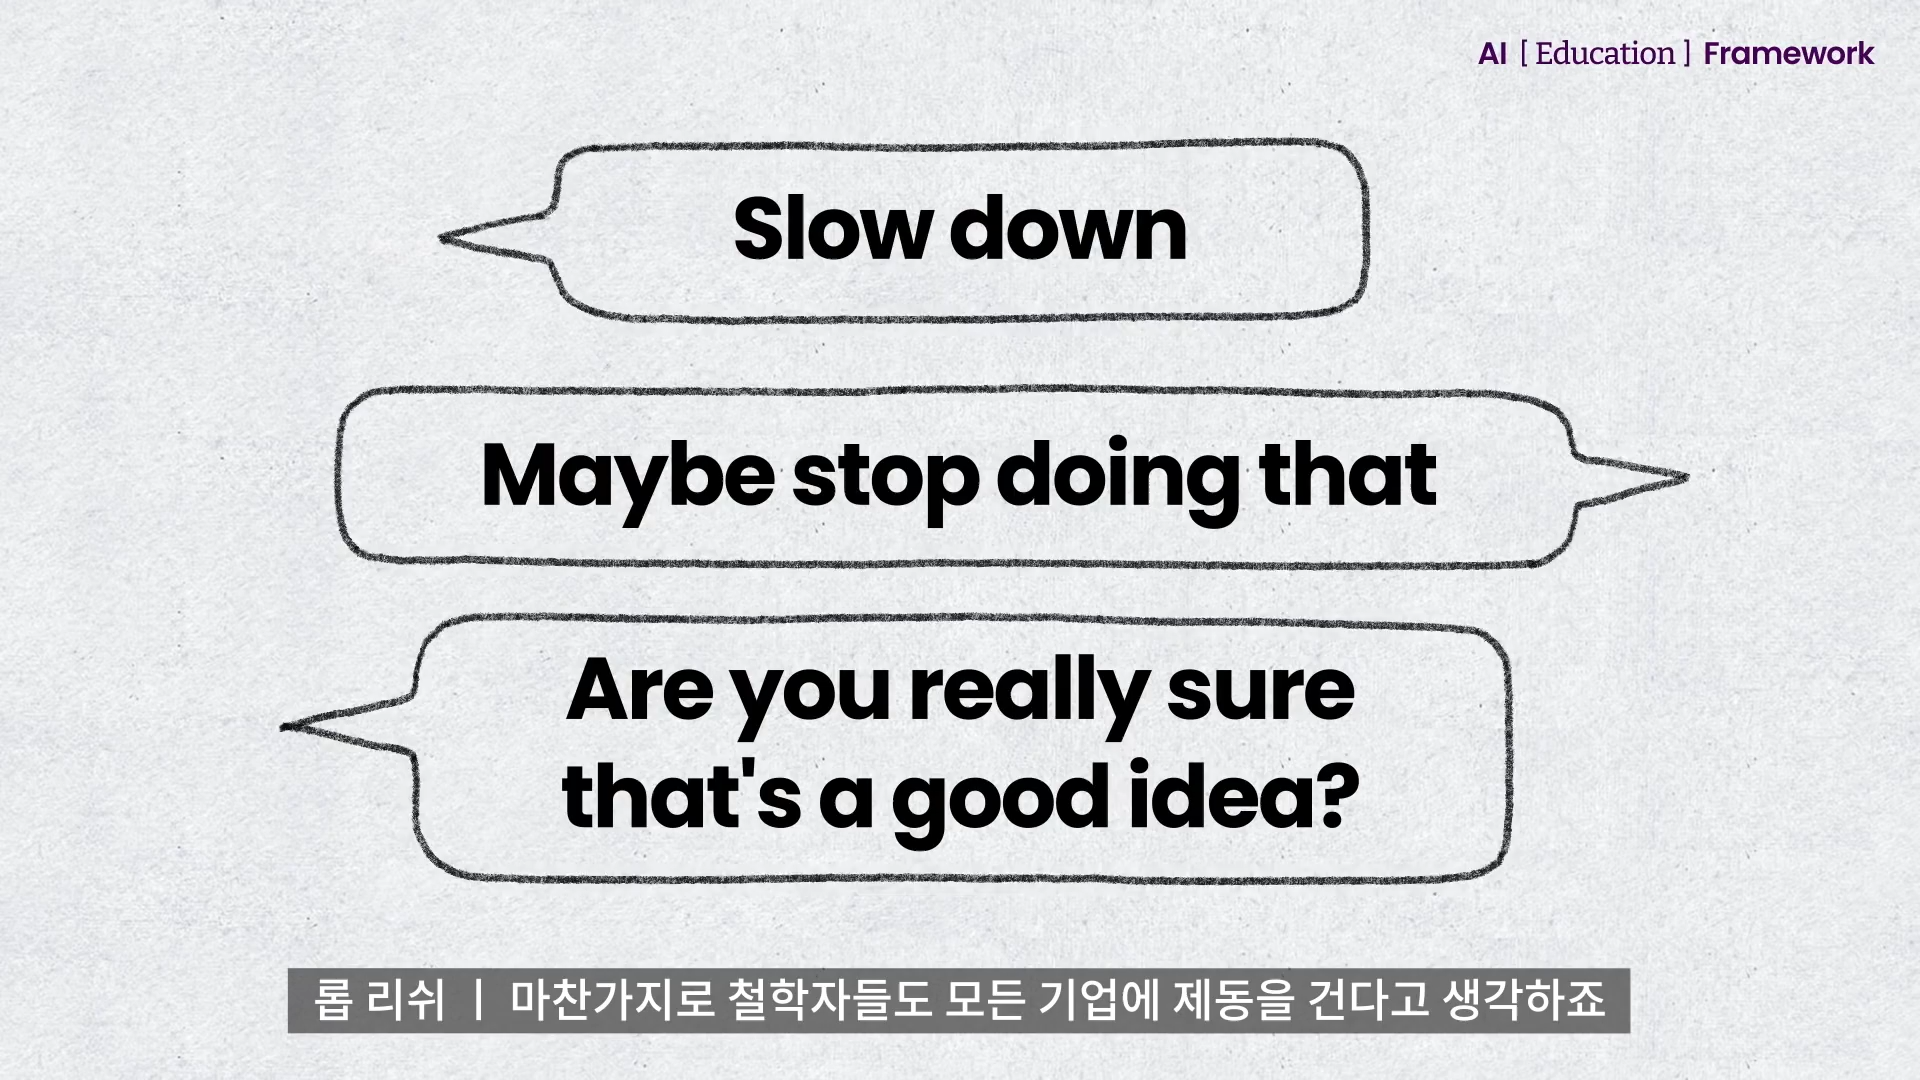 AI [ Education ] Framework
Slow down
Maybe stop doing that
Are you really sure
that's a good idea?
롭 리쉬 ㅣ 마찬가지로 철학자들도 모든 기업에 제동을 건다고 생각하죠